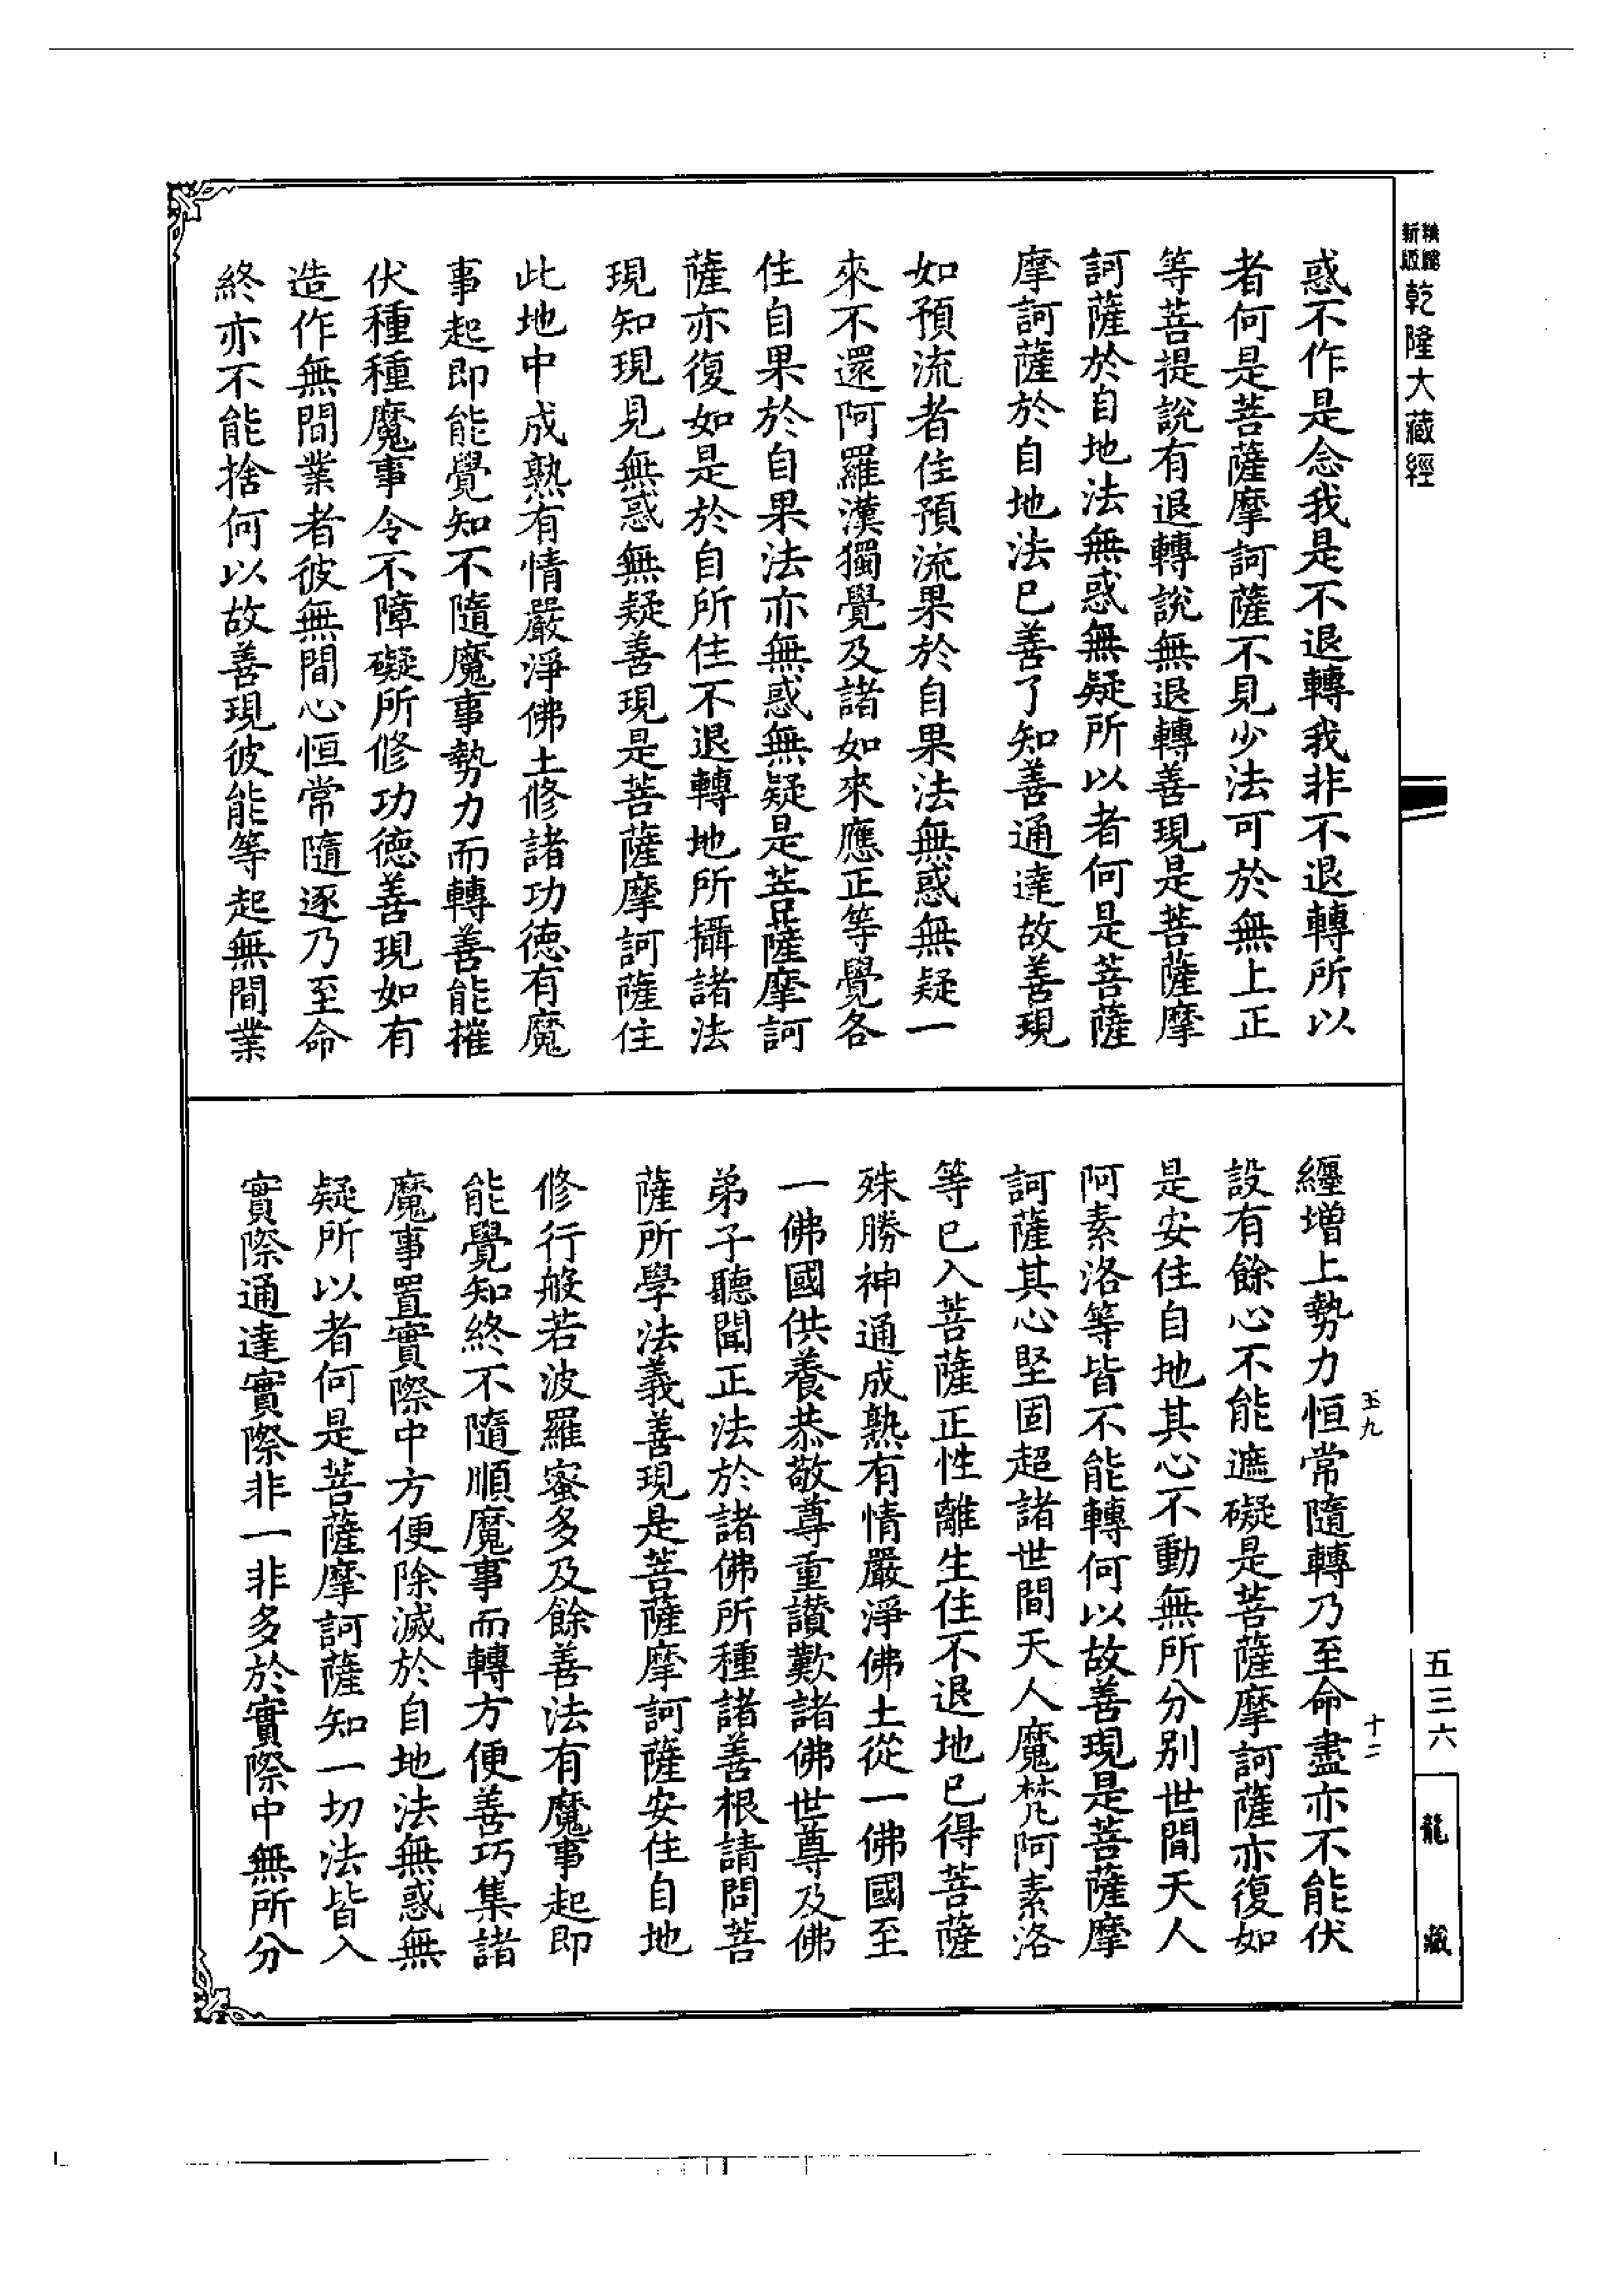 新版
精縮
乾隆大藏經
惑不作是念我是不退轉我非不退轉所以
者何是菩薩摩訶薩不見少法可於無上正
等菩提說有退轉說無退轉善現是菩薩摩
訶薩於自地法無惑無疑所以者何是菩薩
摩訶薩於自地法已善了知善通達故善現
如預流者住預流果於自果法無惑無疑一
來不還阿羅漢獨覺及諸如來應正等覺各
住自果於自果法亦無惑無疑是菩薩摩訶
薩亦復如是於自所住不退轉地所攝諸法
現知現見無惑無疑善現是菩薩摩訶薩住
此地中成熟有情嚴淨佛土修諸功德有魔
事起即能覺知不隨魔事勢力而轉善能摧
伏種種魔事令不障礙所修功德善現如有
造作無間業者彼無間心恒常隨逐乃至命
終亦不能捨何以故善現彼能等起無間業
纏增上勢力恒常隨轉乃至命盡亦不能伏
設有餘心不能遮礙是菩薩摩訶薩亦復如
是安住自地其心不動無所分別世間天人
阿素洛等皆不能轉何以故善現是菩薩摩
訶薩其心堅固超諸世間天人魔梵阿素洛
等已入菩薩正性離生住不退地已得菩薩
殊勝神通成熟有情嚴淨佛土從一佛國至
一佛國供養恭敬尊重讚歎諸佛世尊及佛
弟子聽聞正法於諸佛所種諸善根請問菩
薩所學法義善現是菩薩摩訶薩安住自地
修行般若波羅蜜多及餘善法有魔事起即
能覺知終不隨順魔事而轉方便善巧集諸
魔事置實際中方便除滅於自地法無惑無
疑所以者何是菩薩摩訶薩知一切法皆入
實際通達實際非一非多於實際中無所分
玉九
十二
五三六
龍藏